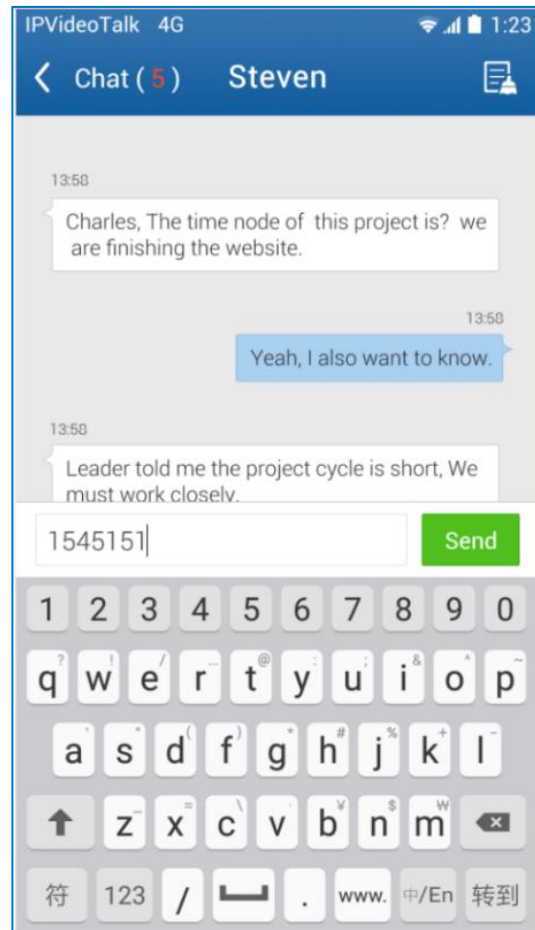 IPVideoTalk 4G 1:23
Chat ( 5 ) Steven
13:58
Charles, The time node of this project is? we
are finishing the website.
13:58
Yeah, I also want to know.
13:58
Leader told me the project cycle is short, We
must work closely.
1545151 Send
1 2 3 4 5 6 7 8 9 0
q w e r t y u i o p
a s d f g h j k l
z x c v b n m
符 123 / . www. 中/En 转到